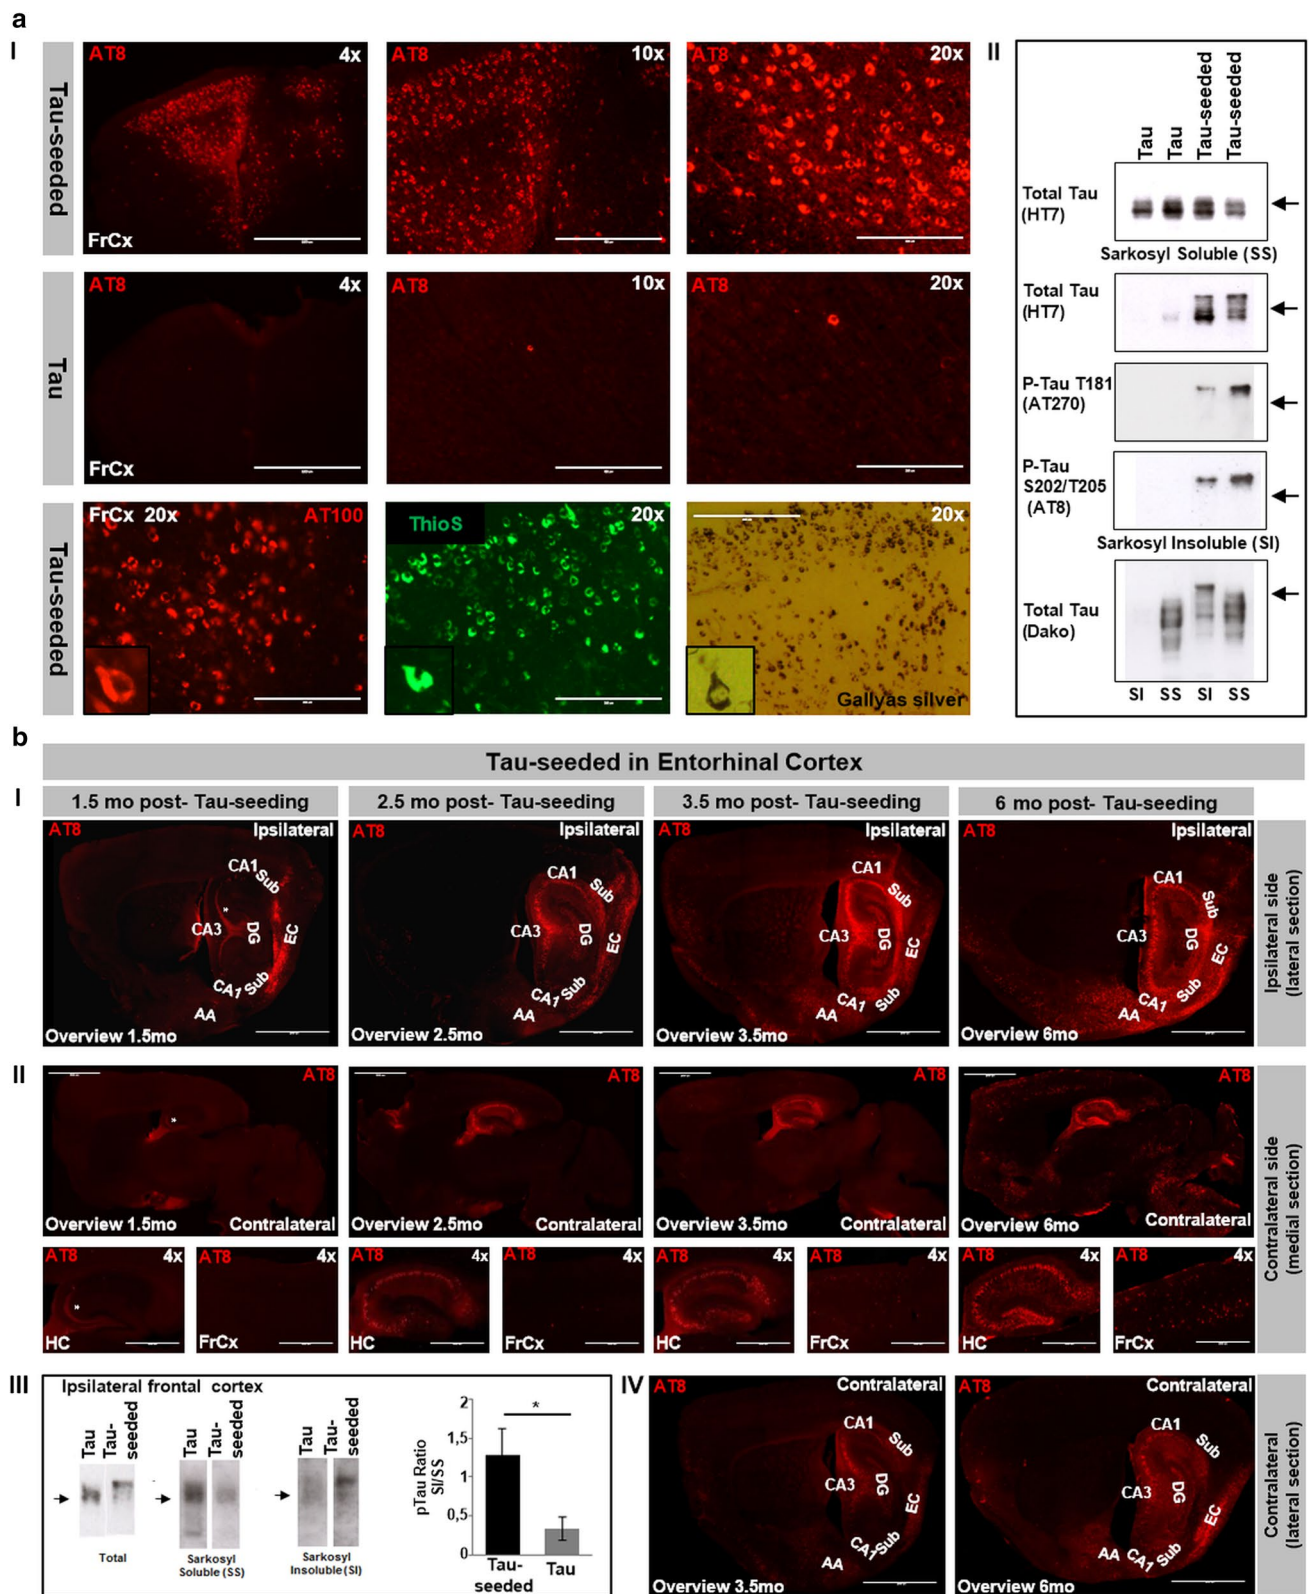 a
I
Tau-seeded
AT8
4x
FrCx
AT8
10x
AT8
20x
Tau
AT8
4x
FrCx
AT8
10x
AT8
20x
Tau-seeded
FrCx 20x
AT100
ThioS
20x
20x
Gallyas silver
II
Tau
Tau
Tau-seeded
Tau-seeded
Total Tau
(HT7)
Sarkosyl Soluble (SS)
Total Tau
(HT7)
P-Tau T181
(AT270)
P-Tau
S202/T205
(AT8)
Sarkosyl Insoluble (SI)
Total Tau
(Dako)
SI SS SI SS
b
Tau-seeded in Entorhinal Cortex
I
1.5 mo post- Tau-seeding
2.5 mo post- Tau-seeding
3.5 mo post- Tau-seeding
6 mo post- Tau-seeding
AT8
Ipsilateral
CA1
Sub
*
CA3
DG
EC
CA1
Sub
AA
Overview 1.5mo
AT8
Ipsilateral
CA1
Sub
CA3
DG
EC
CA1
Sub
AA
Overview 2.5mo
AT8
Ipsilateral
CA1
Sub
CA3
DG
EC
CA1
Sub
AA
Overview 3.5mo
AT8
Ipsilateral
CA1
Sub
CA3
DG
EC
CA1
Sub
AA
Overview 6mo
Ipsilateral side
(lateral section)
II
AT8
*
Overview 1.5mo
Contralateral
AT8
Overview 2.5mo
Contralateral
AT8
Overview 3.5mo
Contralateral
AT8
Overview 6mo
Contralateral
AT8
4x
*
HC
AT8
4x
FrCx
AT8
4x
HC
AT8
4x
FrCx
AT8
4x
HC
AT8
4x
FrCx
AT8
4x
HC
AT8
4x
FrCx
Contralateral side
(medial section)
III
Ipsilateral frontal cortex
Tau
Tau-
seeded
Total
Tau
Tau-
seeded
Sarkosyl
Soluble (SS)
Tau
Tau-
seeded
Sarkosyl
Insoluble (SI)
pTau Ratio
SI/SS
2
1,5
1
0,5
0
*
Tau-
seeded
Tau
IV
AT8
Contralateral
CA1
Sub
CA3
DG
EC
CA1
Sub
AA
Overview 3.5mo
AT8
Contralateral
CA1
Sub
CA3
DG
EC
AA
CA1
Sub
Overview 6mo
Contralateral
(lateral section)